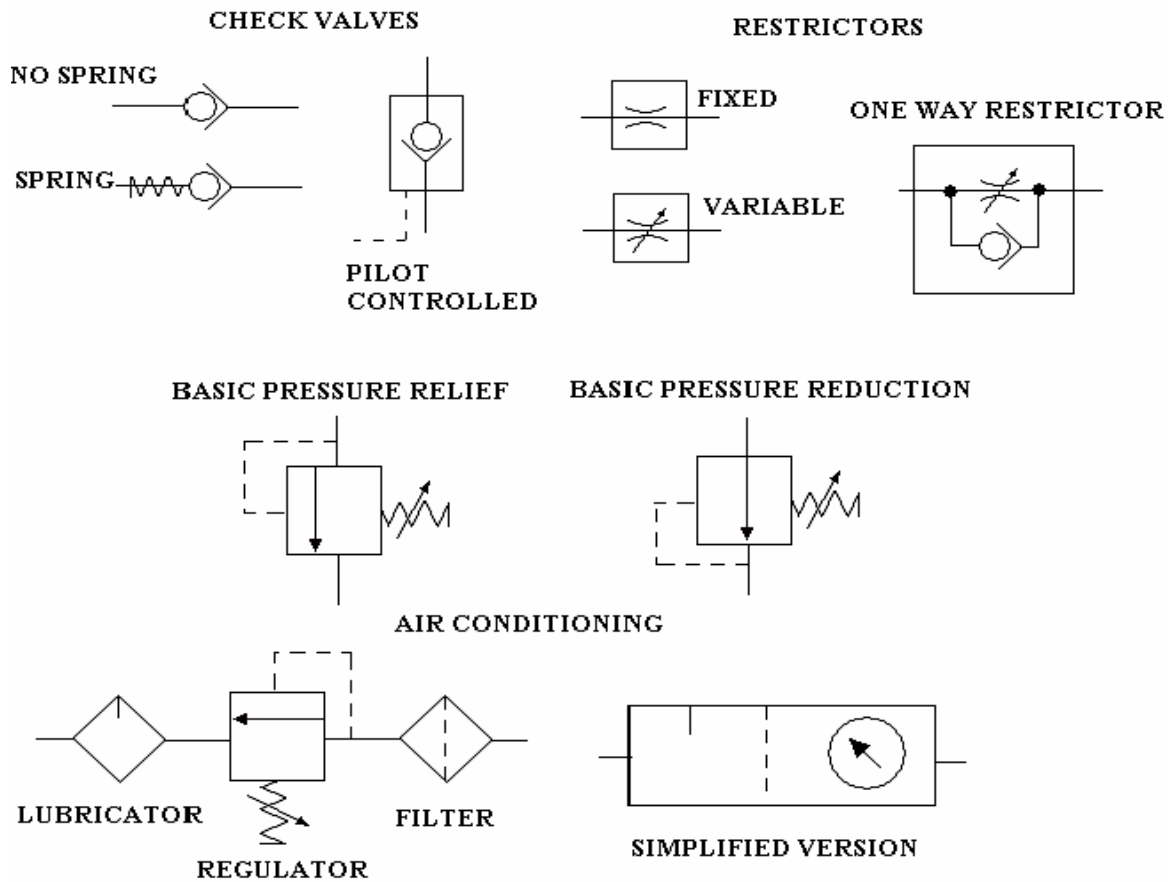 CHECK VALVES
RESTRICTORS
NO SPRING
FIXED
ONE WAY RESTRICTOR
SPRING
VARIABLE
PILOT
CONTROLLED
BASIC PRESSURE RELIEF
BASIC PRESSURE REDUCTION
AIR CONDITIONING
LUBRICATOR
FILTER
REGULATOR
SIMPLIFIED VERSION